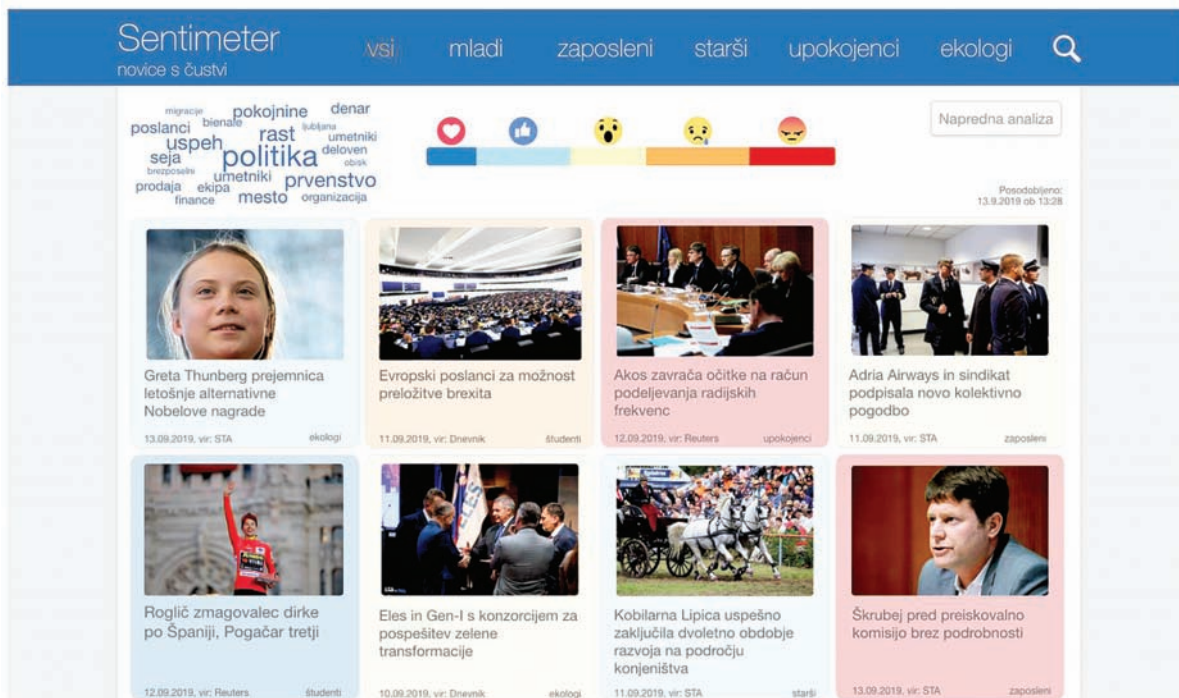 Sentimeter
novice s čustvi
vsi mladi zaposleni starši upokojenci ekologi
migracije pokojnine denar
poslanci bienale ljubljana
uspeh rast umetniki
seja politika deloven
brezposelni obisk
umetniki prvenstvo
prodaja ekipa
finance mesto organizacija
Napredna analiza
Posodobljeno:
13.9.2019 ob 13:28
Greta Thunberg prejemnica
letošnje alternativne
Nobelove nagrade
13.09.2019, vir: STA ekologi
Evropski poslanci za možnost
preložitve brexita
11.09.2019, vir: Dnevnik študenti
Akos zavrača očitke na račun
podeljevanja radijskih
frekvenc
12.09.2019, vir: Reuters upokojenci
Adria Airways in sindikat
podpisala novo kolektivno
pogodbo
11.09.2019, vir: STA zaposleni
Roglič zmagovalec dirke
po Španiji, Pogačar tretji
12.09.2019, vir: Reuters študenti
Eles in Gen-I s konzorcijem za
pospešitev zelene
transformacije
10.09.2019, vir: Dnevnik ekologi
Kobilarna Lipica uspešno
zaključila dvoletno obdobje
razvoja na področju
konjeništva
11.09.2019, vir: STA starši
Škrubej pred preiskovalno
komisijo brez podrobnosti
13.09.2019, vir: STA zaposleni
ELES